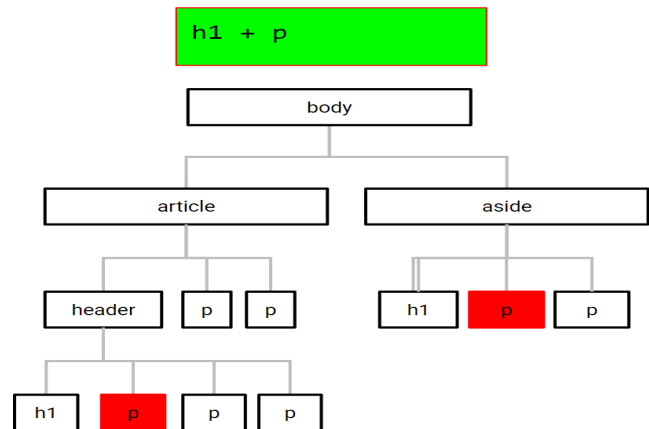 h1 + p
body
article aside
header p p h1 p p
h1 p p p